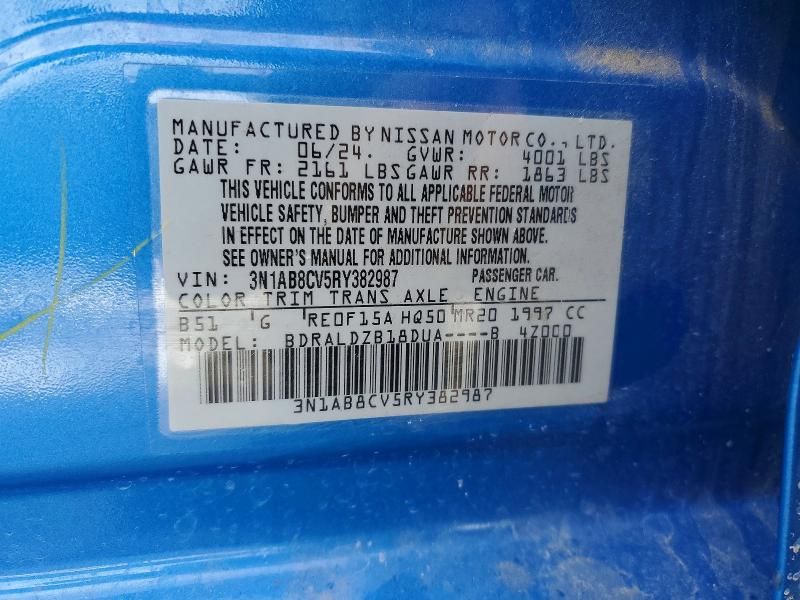 MANUFACTURED BY NISSAN MOTOR CO., LTD.
DATE: 06/24. GVWR: 4001 LBS
GAWR FR: 2161 LBS GAWR RR: 1863 LBS
THIS VEHICLE CONFORMS TO ALL APPLICABLE FEDERAL MOTOR
VEHICLE SAFETY, BUMPER AND THEFT PREVENTION STANDARDS
IN EFFECT ON THE DATE OF MANUFACTURE SHOWN ABOVE.
SEE OWNER'S MANUAL FOR ADDITIONAL INFORMATION.
VIN: 3N1AB8CV5RY382987 PASSENGER CAR.
COLOR TRIM TRANS AXLE ENGINE
B51 G RE0F15A HQ50 MR20 1997 CC
MODEL: BDRALDZB18DUA----B 4Z0C0
3N1AB8CV5RY382987